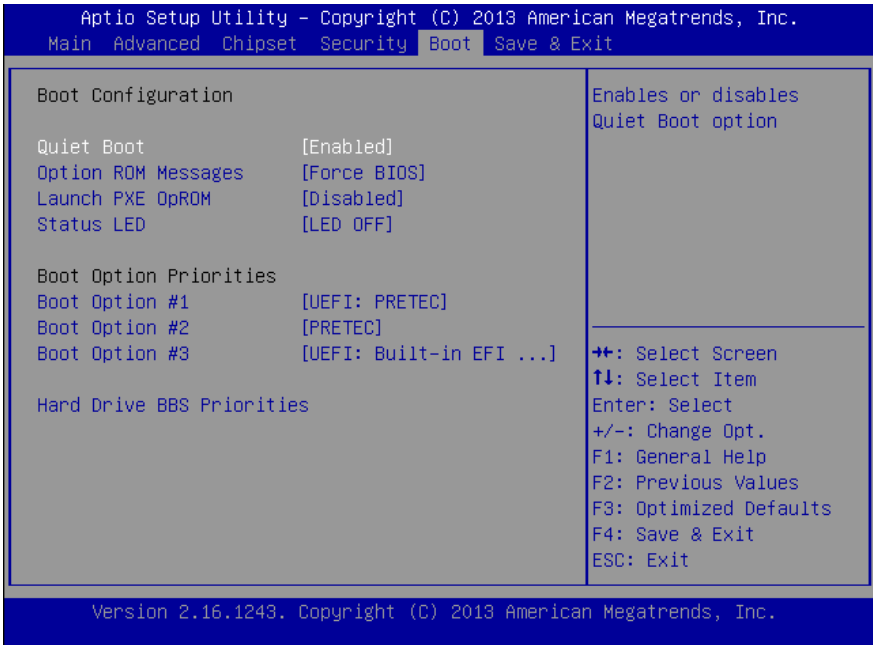 Aptio Setup Utility – Copyright (C) 2013 American Megatrends, Inc.
Main Advanced Chipset Security Boot Save & Exit
Boot Configuration
Quiet Boot [Enabled]
Option ROM Messages [Force BIOS]
Launch PXE OpROM [Disabled]
Status LED [LED OFF]
Boot Option Priorities
Boot Option #1 [UEFI: PRETEC]
Boot Option #2 [PRETEC]
Boot Option #3 [UEFI: Built-in EFI ...]
Hard Drive BBS Priorities
Enables or disables
Quiet Boot option
→←: Select Screen
↑↓: Select Item
Enter: Select
+/-: Change Opt.
F1: General Help
F2: Previous Values
F3: Optimized Defaults
F4: Save & Exit
ESC: Exit
Version 2.16.1243. Copyright (C) 2013 American Megatrends, Inc.